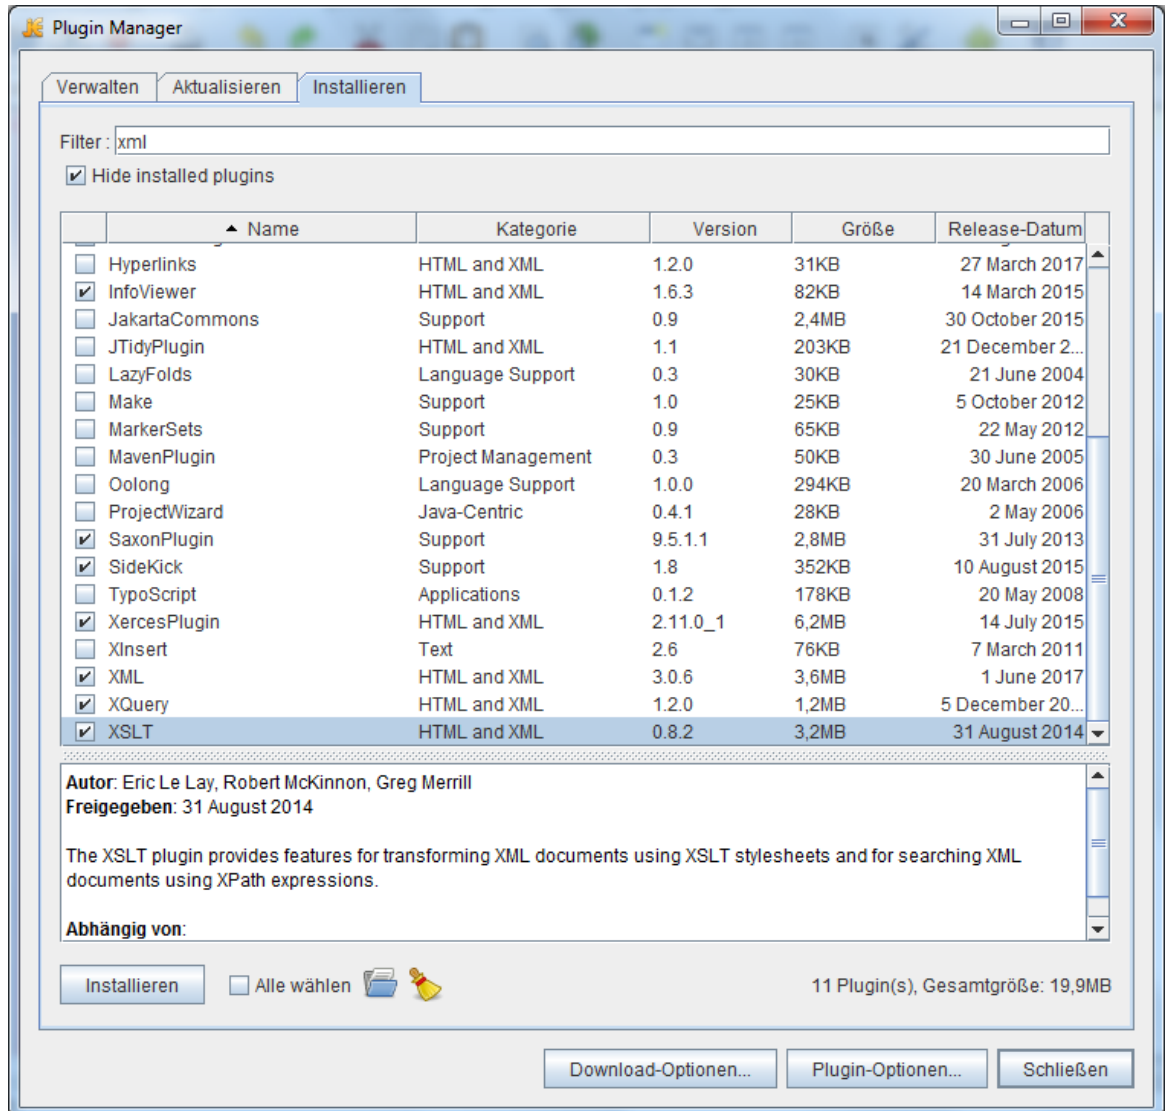 Plugin Manager
Verwalten Aktualisieren Installieren
Filter : xml
Hide installed plugins
Name Kategorie Version Größe Release-Datum
Hyperlinks HTML and XML 1.2.0 31KB 27 March 2017
InfoViewer HTML and XML 1.6.3 82KB 14 March 2015
JakartaCommons Support 0.9 2,4MB 30 October 2015
JTidyPlugin HTML and XML 1.1 203KB 21 December 2...
LazyFolds Language Support 0.3 30KB 21 June 2004
Make Support 1.0 25KB 5 October 2012
MarkerSets Support 0.9 65KB 22 May 2012
MavenPlugin Project Management 0.3 50KB 30 June 2005
Oolong Language Support 1.0.0 294KB 20 March 2006
ProjectWizard Java-Centric 0.4.1 28KB 2 May 2006
SaxonPlugin Support 9.5.1.1 2,8MB 31 July 2013
SideKick Support 1.8 352KB 10 August 2015
TypoScript Applications 0.1.2 178KB 20 May 2008
XercesPlugin HTML and XML 2.11.0_1 6,2MB 14 July 2015
XInsert Text 2.6 76KB 7 March 2011
XML HTML and XML 3.0.6 3,6MB 1 June 2017
XQuery HTML and XML 1.2.0 1,2MB 5 December 20...
XSLT HTML and XML 0.8.2 3,2MB 31 August 2014
Autor: Eric Le Lay, Robert McKinnon, Greg Merrill
Freigegeben: 31 August 2014
The XSLT plugin provides features for transforming XML documents using XSLT stylesheets and for searching XML
documents using XPath expressions.
Abhängig von:
Installieren Alle wählen 11 Plugin(s), Gesamtgröße: 19,9MB
Download-Optionen... Plugin-Optionen... Schließen